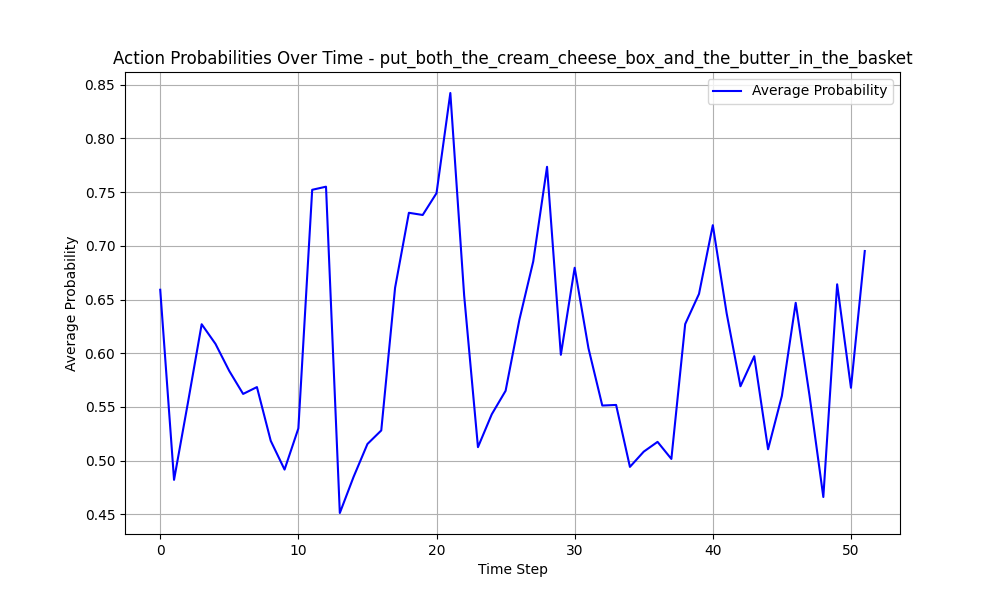 Action Probabilities Over Time - put_both_the_cream_cheese_box_and_the_butter_in_the_basket
Average Probability
0.85
0.80
0.75
0.70
0.65
0.60
0.55
0.50
0.45
Average Probability
0 10 20 30 40 50
Time Step